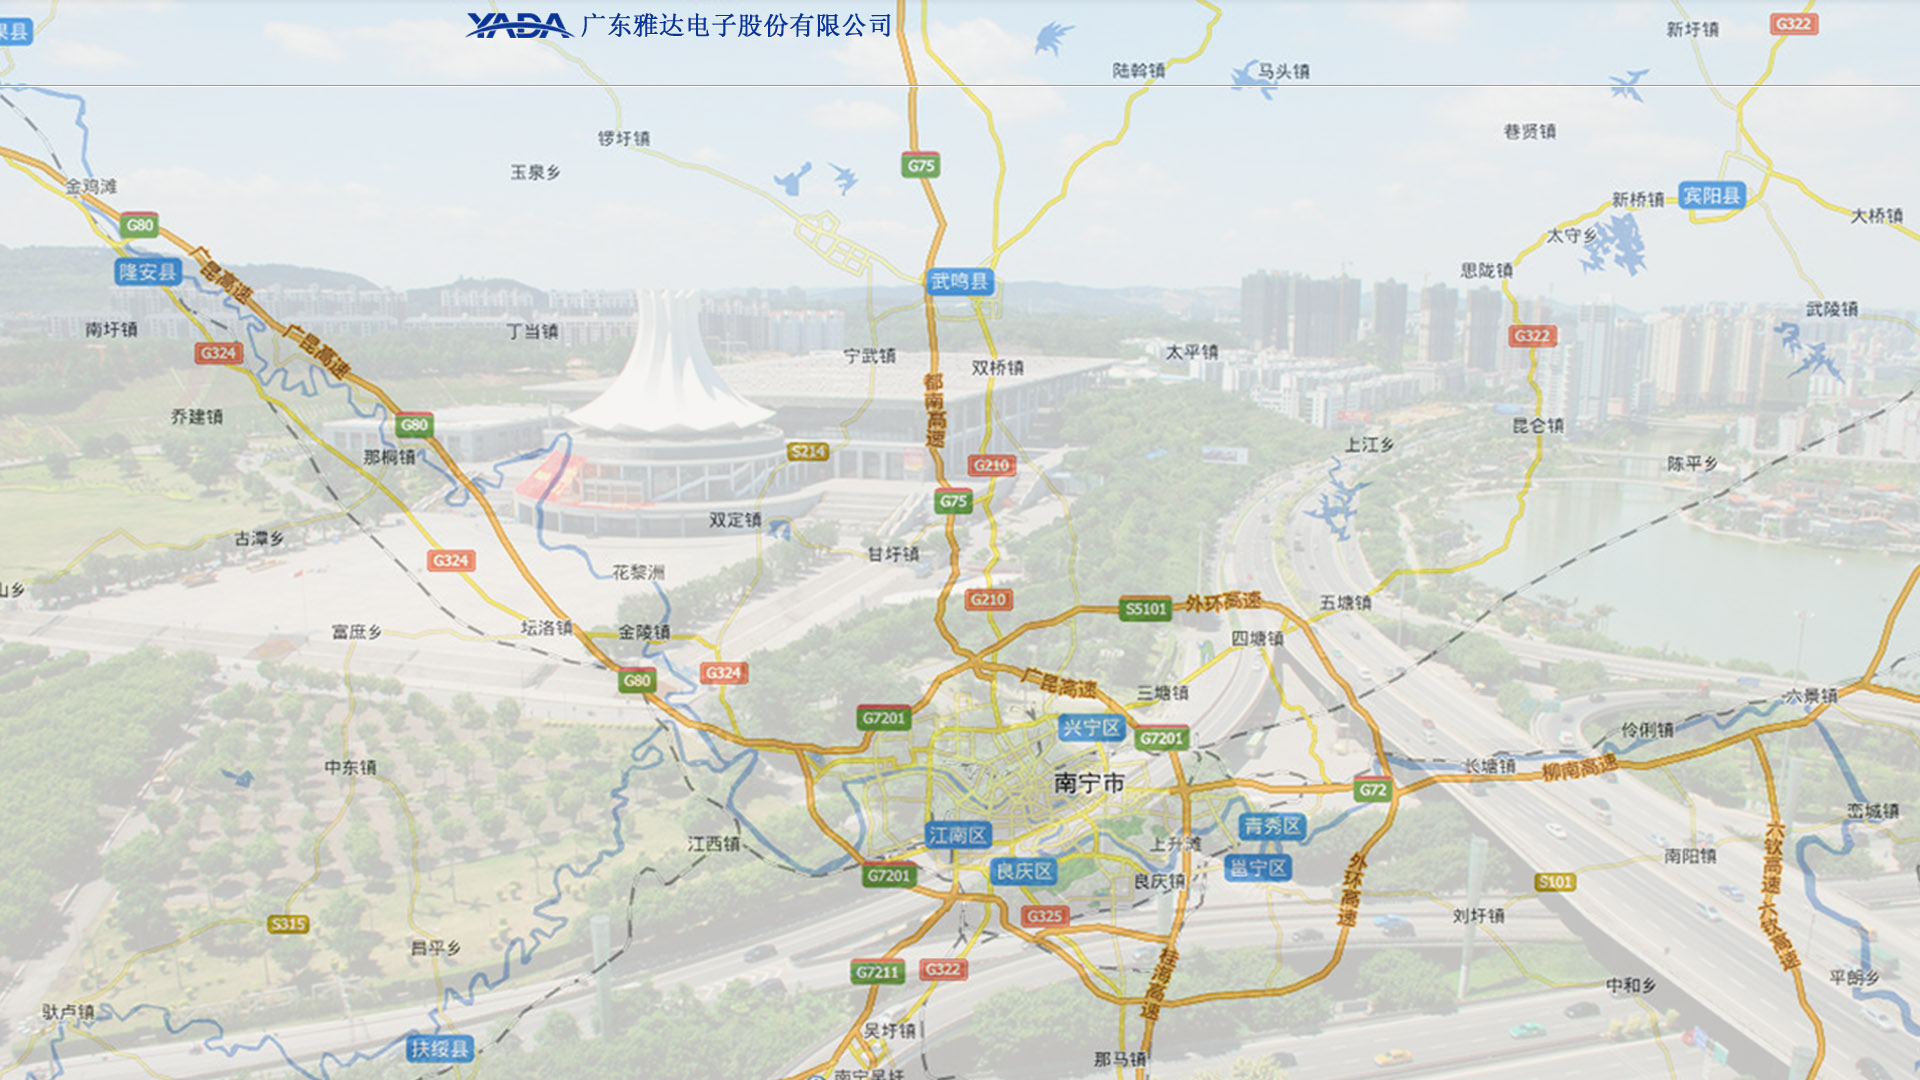 果县
YADA 广东雅达电子股份有限公司
新圩镇
G322
陆斡镇
马头镇
锣圩镇
巷贤镇
玉泉乡
G75
金鸡滩
新桥镇
宾阳县
大桥镇
G80
太守乡
广昆高速
隆安县
武鸣县
思陇镇
武陵镇
南圩镇
丁当镇
G322
G324
广昆高速
宁武镇
双桥镇
太平镇
都南高速
乔建镇
G80
昆仑镇
上江乡
那桐镇
S214
G210
陈平乡
G75
双定镇
古潭乡
甘圩镇
G324
花黎洲
山乡
G210
S5101
外环高速
五塘镇
富庶乡
坛洛镇
金陵镇
四塘镇
G324
G80
广昆高速
三塘镇
六景镇
G7201
兴宁区
G7201
伶俐镇
中东镇
南宁市
长塘镇
柳南高速
G72
江南区
青秀区
峦城镇
江西镇
上升滩
六钦高速
南阳镇
良庆区
邕宁区
G7201
良庆镇
外环高速
S101
G325
刘圩镇
六钦高速
S315
昌平乡
G7211
G322
桂海高速
中和乡
平朗乡
驮卢镇
吴圩镇
扶绥县
那马镇
南宁吴圩